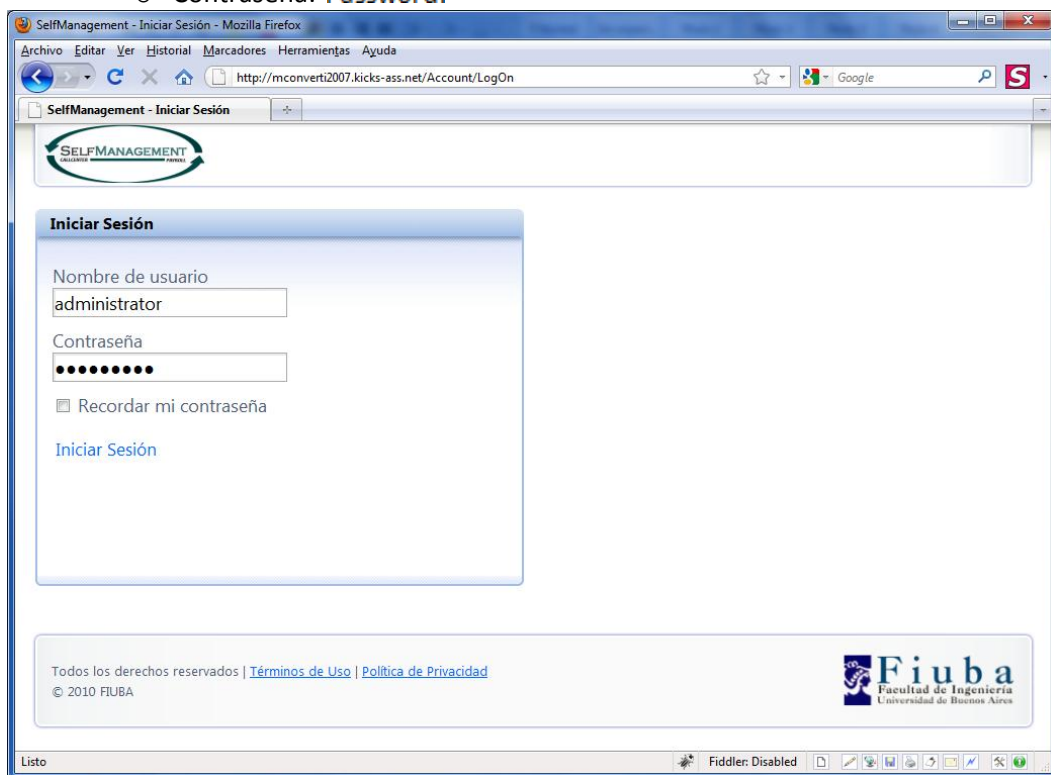 Contraseña: Password!
SelfManagement - Iniciar Sesión - Mozilla Firefox
Archivo Editar Ver Historial Marcadores Herramientas Ayuda
http://mconverti2007.kicks-ass.net/Account/LogOn
Google
S
SelfManagement - Iniciar Sesión
SELFMANAGEMENT
CALLCENTER PAYROLL
Iniciar Sesión
Nombre de usuario
administrator
Contraseña
Recordar mi contraseña
Iniciar Sesión
Todos los derechos reservados | Términos de Uso | Política de Privacidad
© 2010 FIUBA
Fiuba
Facultad de Ingeniería
Universidad de Buenos Aires
Listo
Fiddler: Disabled